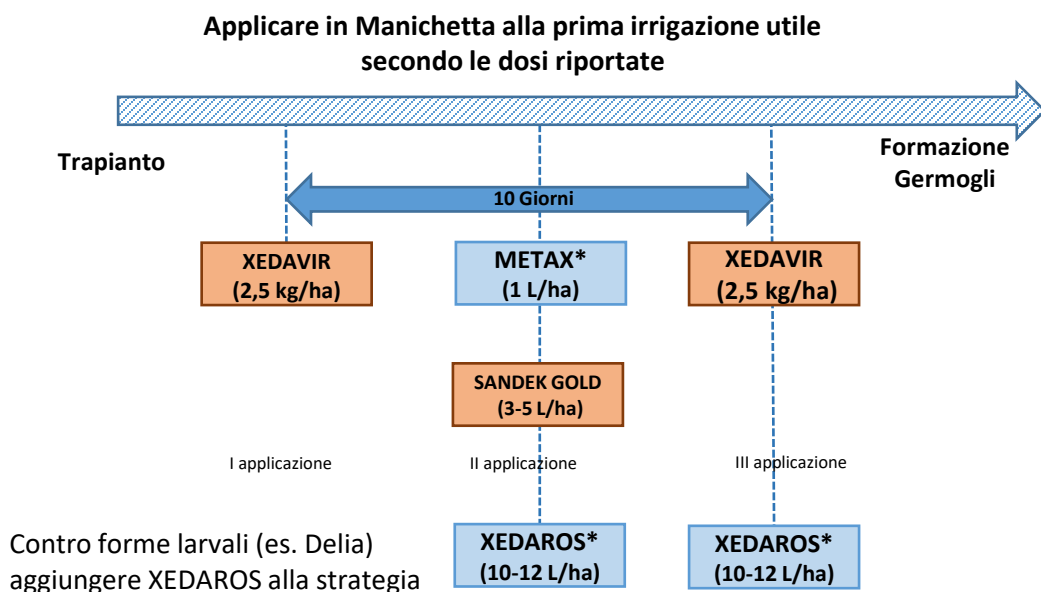 Applicare in Manichetta alla prima irrigazione utile
secondo le dosi riportate
Trapianto
Formazione
Germogli
10 Giorni
XEDAVIR
(2,5 kg/ha)
METAX*
(1 L/ha)
XEDAVIR
(2,5 kg/ha)
SANDEK GOLD
(3-5 L/ha)
I applicazione
II applicazione
III applicazione
Contro forme larvali (es. Delia)
aggiungere XEDAROS alla strategia
XEDAROS*
(10-12 L/ha)
XEDAROS*
(10-12 L/ha)